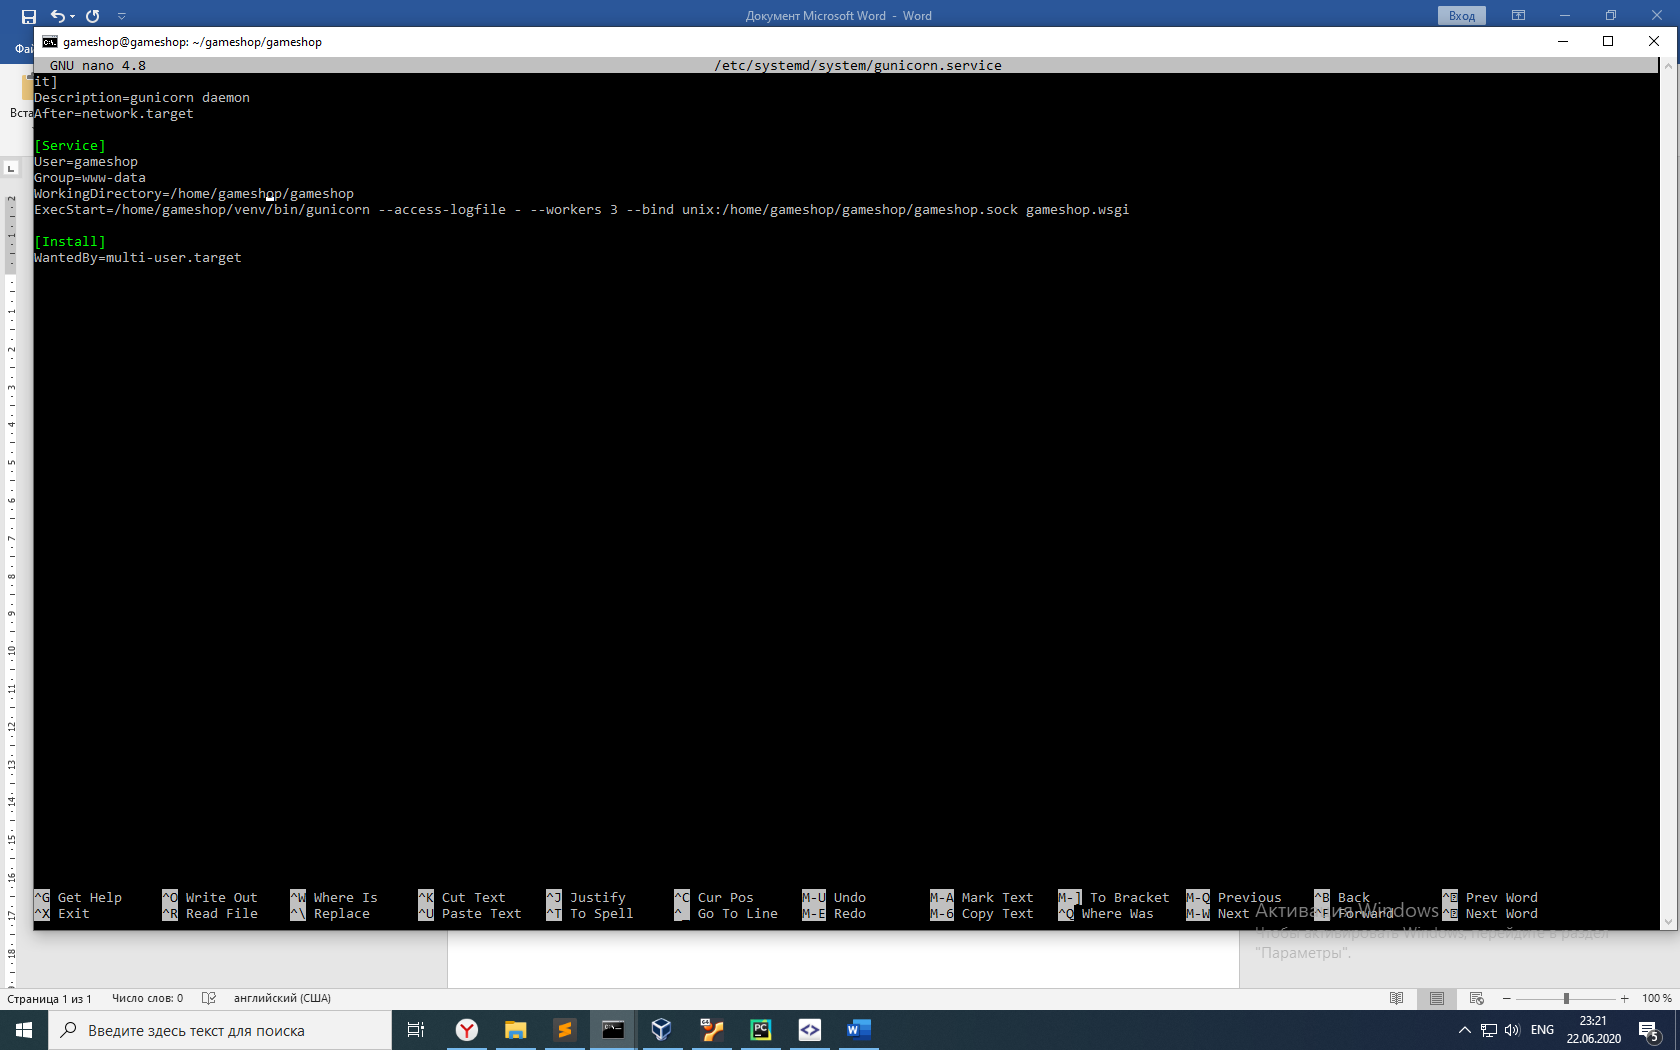 Документ Microsoft Word - Word
Вход
Фай
Вста
gameshop@gameshop: ~/gameshop/gameshop
GNU nano 4.8 /etc/systemd/system/gunicorn.service
it]
Description=gunicorn daemon
After=network.target
[Service]
User=gameshop
Group=www-data
WorkingDirectory=/home/gameshop/gameshop
ExecStart=/home/gameshop/venv/bin/gunicorn --access-logfile - --workers 3 --bind unix:/home/gameshop/gameshop/gameshop.sock gameshop.wsgi
[Install]
WantedBy=multi-user.target
^G Get Help ^O Write Out ^W Where Is ^K Cut Text ^J Justify ^C Cur Pos M-U Undo M-A Mark Text M-] To Bracket M-Q Previous ^B Back Prev Word
^X Exit ^R Read File ^\ Replace ^U Paste Text ^T To Spell ^_ Go To Line M-E Redo M-6 Copy Text ^Q Where Was M-W Next ^F Forward Next Word
Активация Windows
Чтобы активировать Windows, перейдите в раздел
"Параметры".
Страница 1 из 1 Число слов: 0 английский (США) 100 %
Введите здесь текст для поиска
ENG
23:21
22.06.2020
5